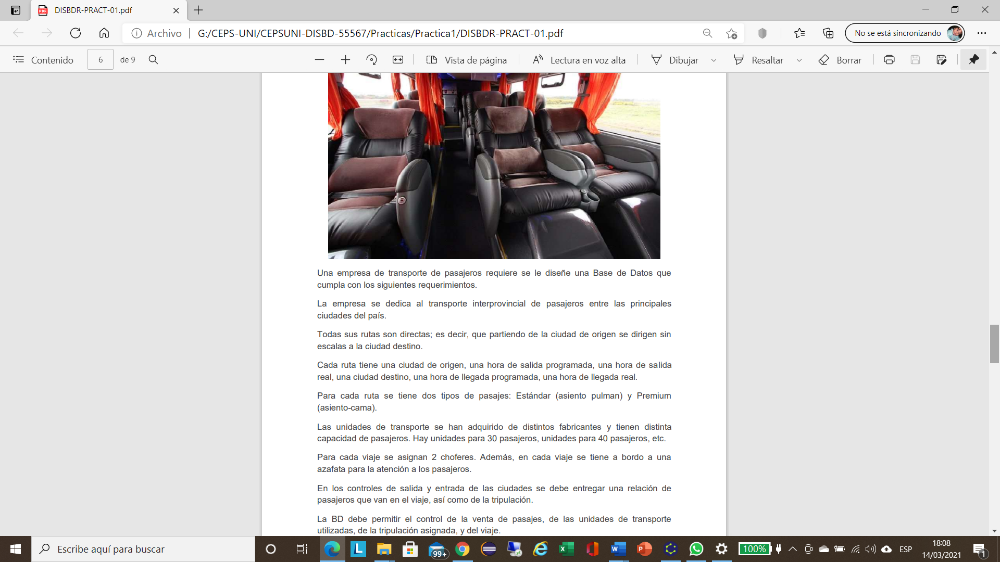 DISBDR-PRACT-01.pdf
Archivo
G:/CEPS-UNI/CEPSUNI-DISBD-55567/Practicas/Practica1/DISBDR-PRACT-01.pdf
No se está sincronizando
Contenido
6
de 9
Vista de página
Lectura en voz alta
Dibujar
Resaltar
Borrar
Una empresa de transporte de pasajeros requiere se le diseñe una Base de Datos que
cumpla con los siguientes requerimientos.
La empresa se dedica al transporte interprovincial de pasajeros entre las principales
ciudades del país.
Todas sus rutas son directas; es decir, que partiendo de la ciudad de origen se dirigen sin
escalas a la ciudad destino.
Cada ruta tiene una ciudad de origen, una hora de salida programada, una hora de salida
real, una ciudad destino, una hora de llegada programada, una hora de llegada real.
Para cada ruta se tiene dos tipos de pasajes: Estándar (asiento pulman) y Premium
(asiento-cama).
Las unidades de transporte se han adquirido de distintos fabricantes y tienen distinta
capacidad de pasajeros. Hay unidades para 30 pasajeros, unidades para 40 pasajeros, etc.
Para cada viaje se asignan 2 choferes. Además, en cada viaje se tiene a bordo a una
azafata para la atención a los pasajeros.
En los controles de salida y entrada de las ciudades se debe entregar una relación de
pasajeros que van en el viaje, así como de la tripulación.
La BD debe permitir el control de la venta de pasajes, de las unidades de transporte
utilizadas, de la tripulación asignada, y del viaje.
Escribe aquí para buscar
99+
100%
ESP
18:08
14/03/2021
1